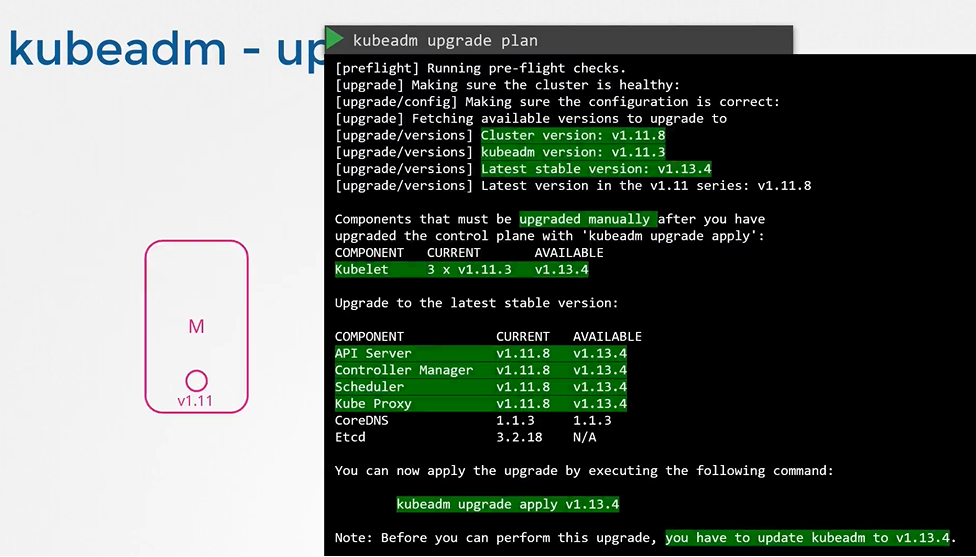 kubeadm - up
kubeadm upgrade plan
[preflight] Running pre-flight checks.
[upgrade] Making sure the cluster is healthy:
[upgrade/config] Making sure the configuration is correct:
[upgrade] Fetching available versions to upgrade to
[upgrade/versions] Cluster version: v1.11.8
[upgrade/versions] kubeadm version: v1.11.3
[upgrade/versions] Latest stable version: v1.13.4
[upgrade/versions] Latest version in the v1.11 series: v1.11.8
Components that must be upgraded manually after you have
upgraded the control plane with 'kubeadm upgrade apply':
COMPONENT CURRENT AVAILABLE
Kubelet 3 x v1.11.3 v1.13.4
Upgrade to the latest stable version:
COMPONENT CURRENT AVAILABLE
API Server v1.11.8 v1.13.4
Controller Manager v1.11.8 v1.13.4
Scheduler v1.11.8 v1.13.4
Kube Proxy v1.11.8 v1.13.4
CoreDNS 1.1.3 1.1.3
Etcd 3.2.18 N/A
You can now apply the upgrade by executing the following command:
kubeadm upgrade apply v1.13.4
Note: Before you can perform this upgrade, you have to update kubeadm to v1.13.4.
M
v1.11